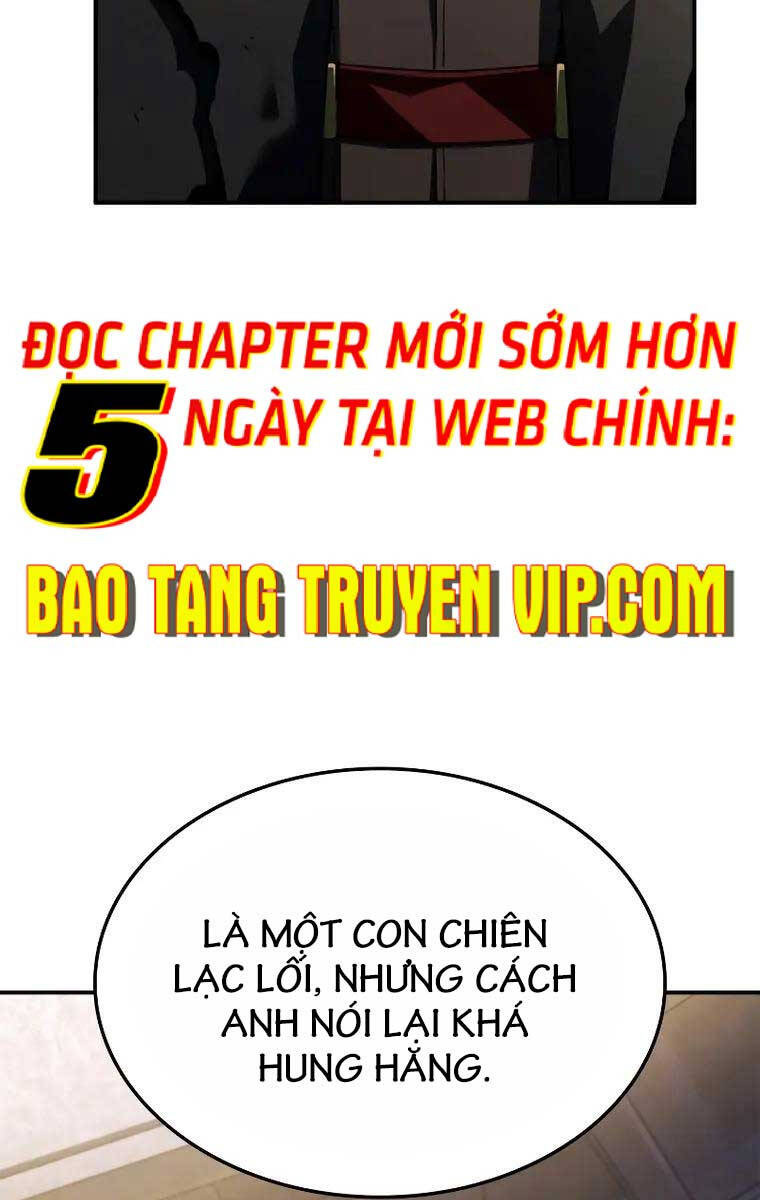 ĐỌC CHAPTER MỚI SỚM HƠN
5 NGÀY TẠI WEB CHÍNH:
BAO TANG TRUYEN VIP.COM
LÀ MỘT CON CHIÊN
LẠC LỐI, NHƯNG CÁCH
ANH NÓI LẠI KHÁ
HUNG HĂNG.